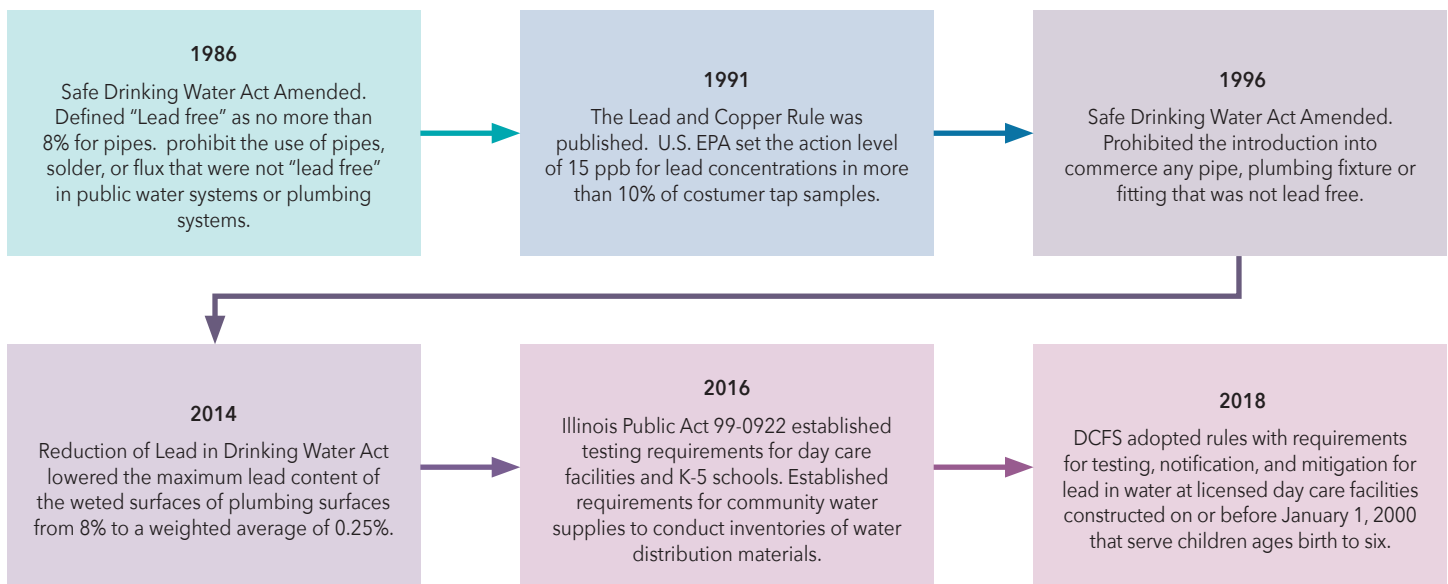 1986
Safe Drinking Water Act Amended.
Defined “Lead free” as no more than
8% for pipes.  prohibit the use of pipes,
solder, or flux that were not “lead free”
in public water systems or plumbing
systems.
1991
The Lead and Copper Rule was
published.  U.S. EPA set the action level
of 15 ppb for lead concentrations in more
than 10% of costumer tap samples.
1996
Safe Drinking Water Act Amended.
Prohibited the introduction into
commerce any pipe, plumbing fixture or
fitting that was not lead free.
2014
Reduction of Lead in Drinking Water Act
lowered the maximum lead content of
the weted surfaces of plumbing surfaces
from 8% to a weighted average of 0.25%.
2016
Illinois Public Act 99-0922 established
testing requirements for day care
facilities and K-5 schools. Established
requirements for community water
supplies to conduct inventories of water
distribution materials.
2018
DCFS adopted rules with requirements
for testing, notification, and mitigation for
lead in water at licensed day care facilities
constructed on or before January 1, 2000
that serve children ages birth to six.